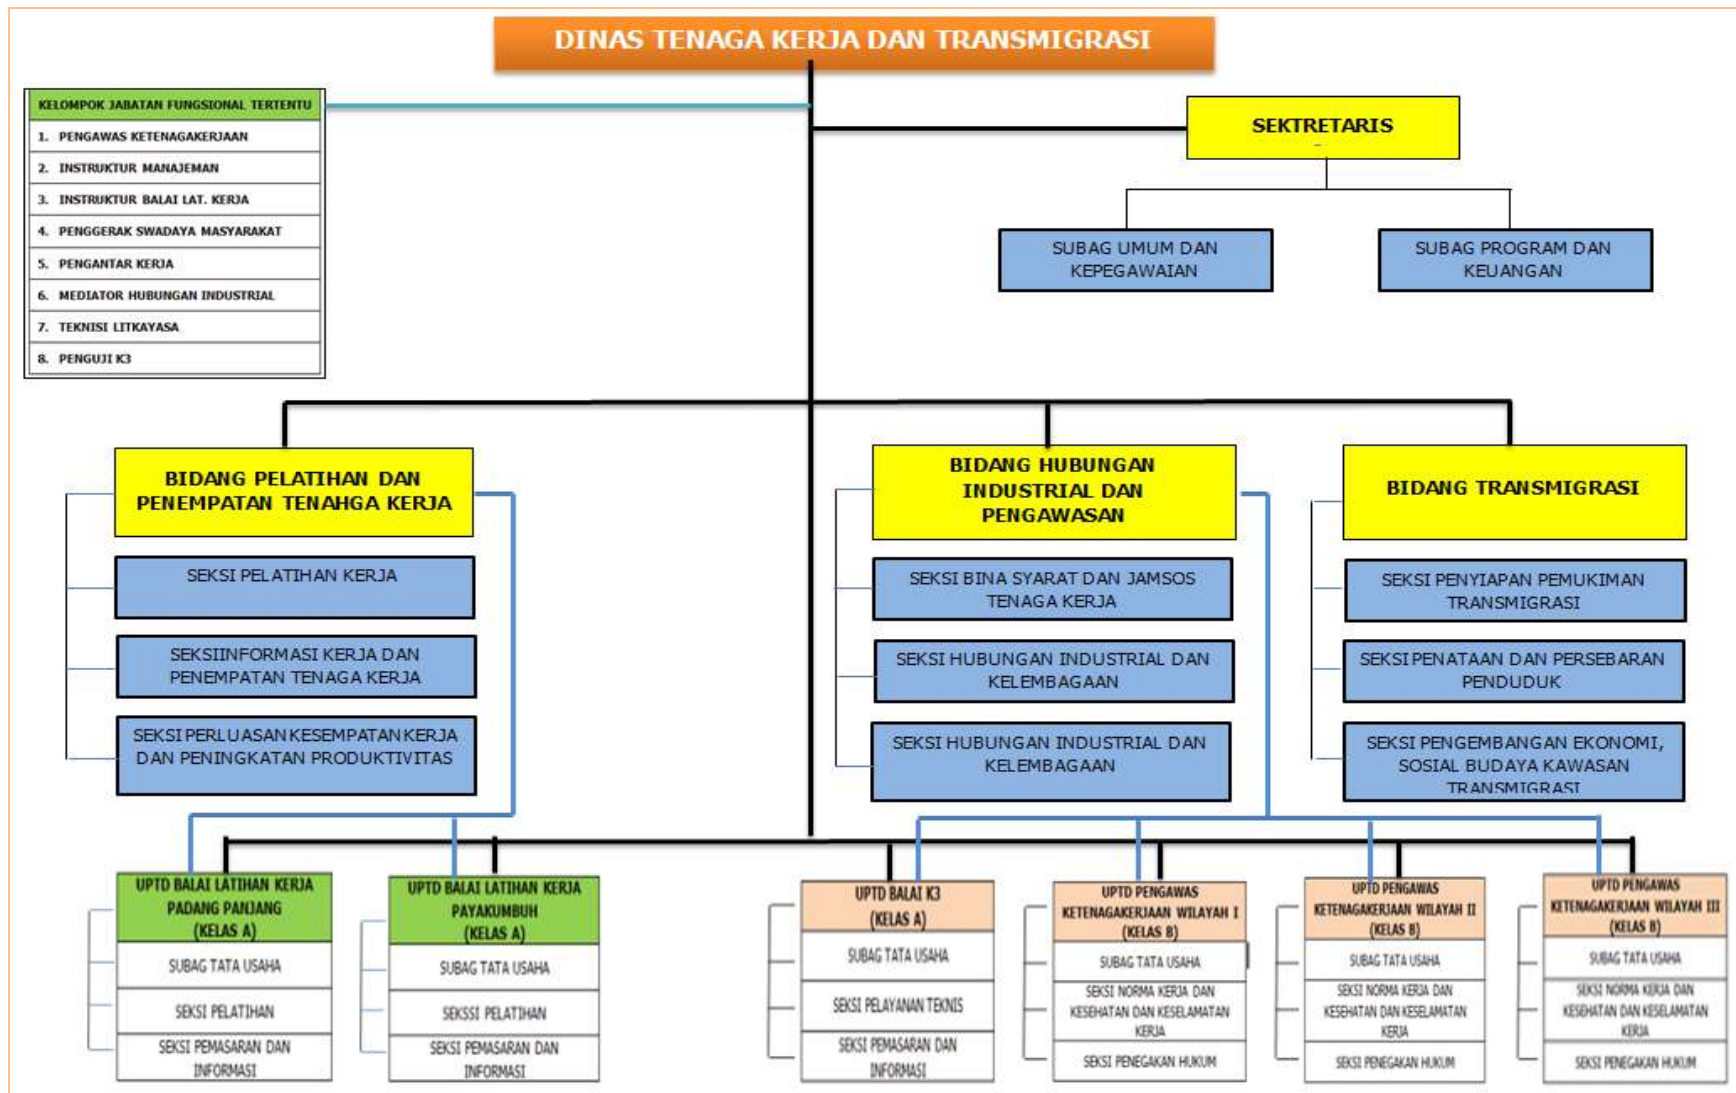 DINAS TENAGA KERJA DAN TRANSMIGRASI
KELOMPOK JABATAN FUNGSIONAL TERTENTU
1. PENGAWAS KETENAGAKERJAAN
2. INSTRUKTUR MANAJEMAN
3. INSTRUKTUR BALAI LAT. KERJA
4. PENGGERAK SWADAYA MASYARAKAT
5. PENGANTAR KERJA
6. MEDIATOR HUBUNGAN INDUSTRIAL
7. TEKNISI LITKAYASA
8. PENGUJI K3
SEKTRETARIS
–
SUBAG UMUM DAN
KEPEGAWAIAN
SUBAG PROGRAM DAN
KEUANGAN
BIDANG PELATIHAN DAN
PENEMPATAN TENAHGA KERJA
SEKSI PELATIHAN KERJA
SEKSIINFORMASI KERJA DAN
PENEMPATAN TENAGA KERJA
SEKSI PERLUASAN KESEMPATAN KERJA
DAN PENINGKATAN PRODUKTIVITAS
BIDANG HUBUNGAN
INDUSTRIAL DAN
PENGAWASAN
SEKSI BINA SYARAT DAN JAMSOS
TENAGA KERJA
SEKSI HUBUNGAN INDUSTRIAL DAN
KELEMBAGAAN
SEKSI HUBUNGAN INDUSTRIAL DAN
KELEMBAGAAN
BIDANG TRANSMIGRASI
SEKSI PENYIAPAN PEMUKIMAN
TRANSMIGRASI
SEKSI PENATAAN DAN PERSEBARAN
PENDUDUK
SEKSI PENGEMBANGAN EKONOMI,
SOSIAL BUDAYA KAWASAN
TRANSMIGRASI
UPTD BALAI LATIHAN KERJA
PADANG PANJANG
(KELAS A)
SUBAG TATA USAHA
SEKSI PELATIHAN
SEKSI PEMASARAN DAN
INFORMASI
UPTD BALAI LATIHAN KERJA
PAYAKUMBUH
(KELAS A)
SUBAG TATA USAHA
SEKSSI PELATIHAN
SEKSI PEMASARAN DAN
INFORMASI
UPTD BALAI K3
(KELAS A)
SUBAG TATA USAHA
SEKSI PELAYANAN TEKNIS
SEKSI PEMASARAN DAN
INFORMASI
UPTD PENGAWAS
KETENAGAKERJAAN WILAYAH I
(KELAS B)
SUBAG TATA USAHA
SEKSI NORMA KERJA DAN
KESEHATAN DAN KESELAMATAN
KERJA
SEKSI PENEGAKAN HUKUM
UPTD PENGAWAS
KETENAGAKERJAAN WILAYAH II
(KELAS B)
SUBAG TATA USAHA
SEKSI NORMA KERJA DAN
KESEHATAN DAN KESELAMATAN
KERJA
SEKSI PENEGAKAN HUKUM
UPTD PENGAWAS
KETENAGAKERJAAN WILAYAH III
(KELAS B)
SUBAG TATA USAHA
SEKSI NORMA KERJA DAN
KESEHATAN DAN KESELAMATAN
KERJA
SEKSI PENEGAKAN HUKUM